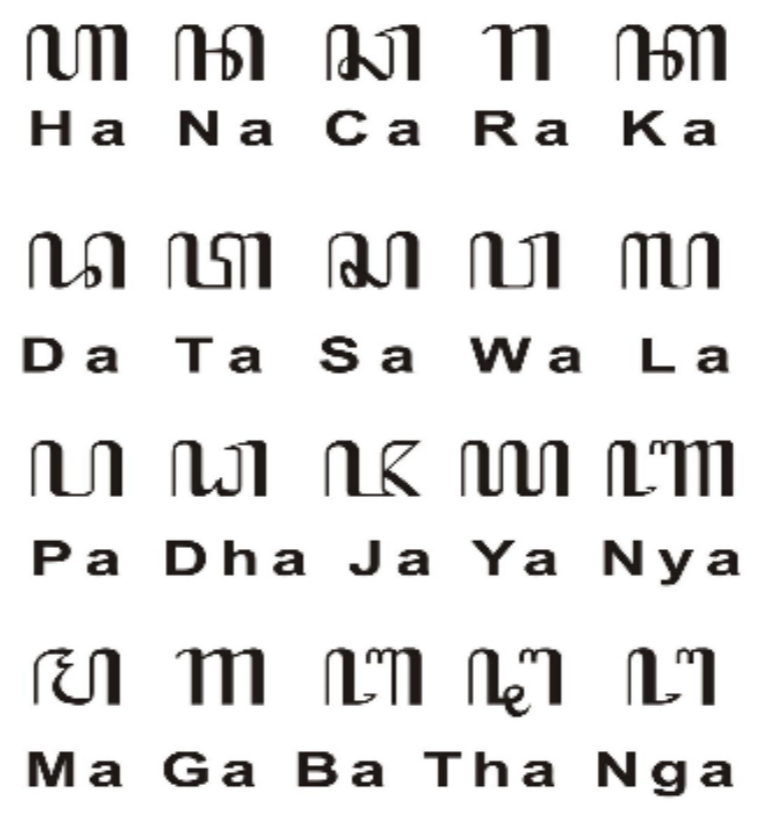 ꦲ ꦤ ꦕ ꦫ ꦏ
Ha Na Ca Ra Ka
ꦢ ꦠ ꦱ ꦮ ꦭ
Da Ta Sa Wa La
ꦥ ꦝ ꦗ ꦪ ꦚ
Pa Dha Ja Ya Nya
ꦩ ꦒ ꦧ ꦛ ꦔ
Ma Ga Ba Tha Nga